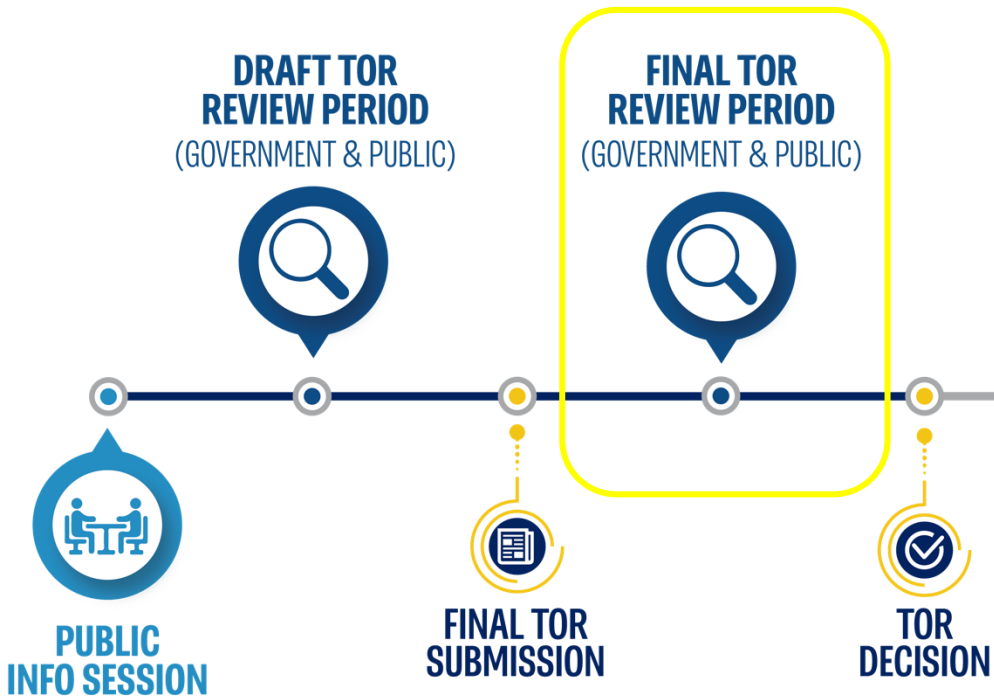 DRAFT TOR
REVIEW PERIOD
(GOVERNMENT & PUBLIC)
FINAL TOR
REVIEW PERIOD
(GOVERNMENT & PUBLIC)
PUBLIC
INFO SESSION
FINAL TOR
SUBMISSION
TOR
DECISION